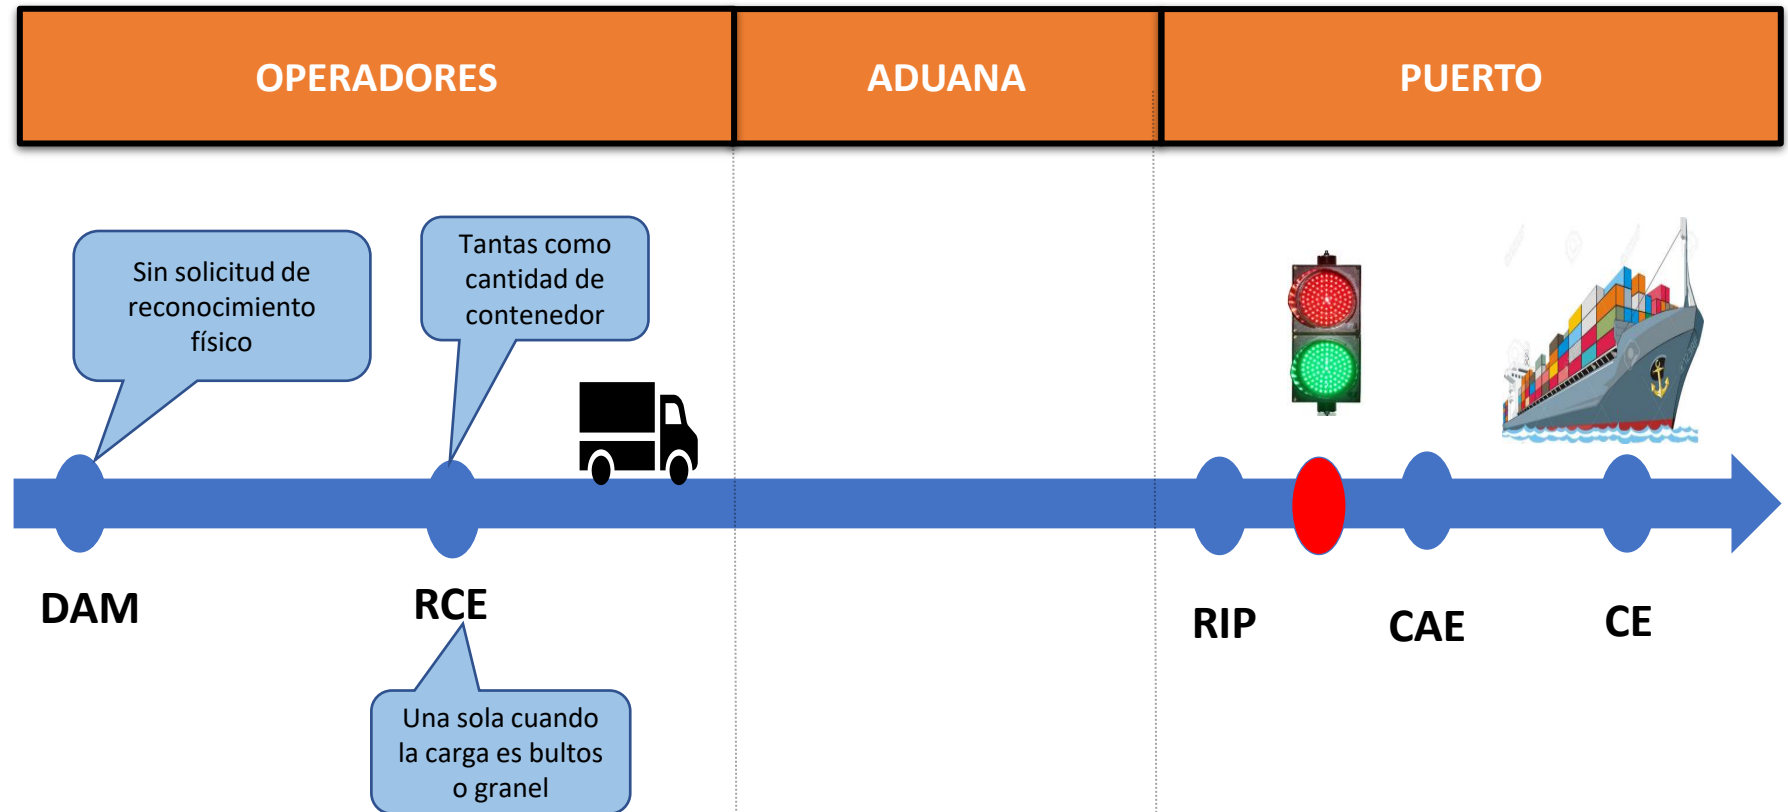 OPERADORES
ADUANA
PUERTO
Sin solicitud de
reconocimiento
físico
Tantas como
cantidad de
contenedor
DAM
RCE
RIP
CAE
CE
Una sola cuando
la carga es bultos
o granel